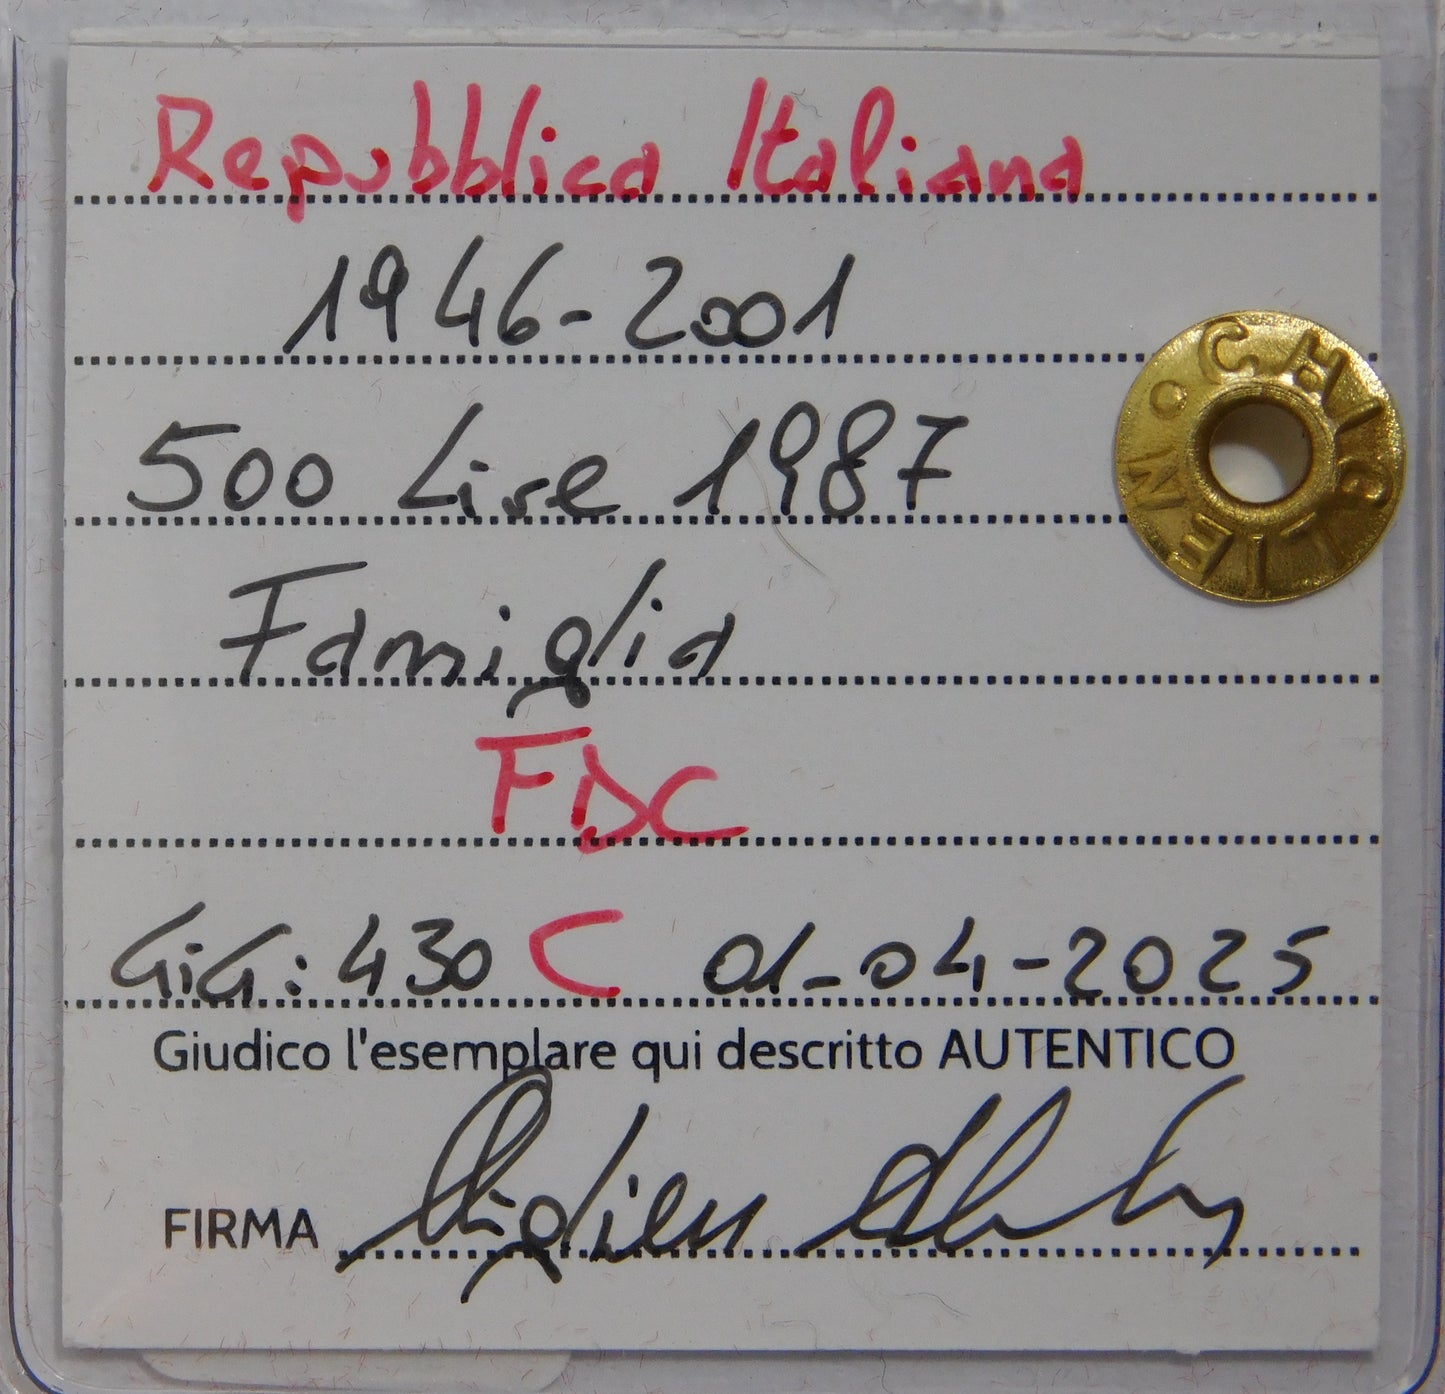 Repubblica Italiana
1946-2001
500 Lire 1987
Famiglia
FDC
GiG: 430 C 01-04-2025
Giudico l'esemplare qui descritto AUTENTICO
FIRMA